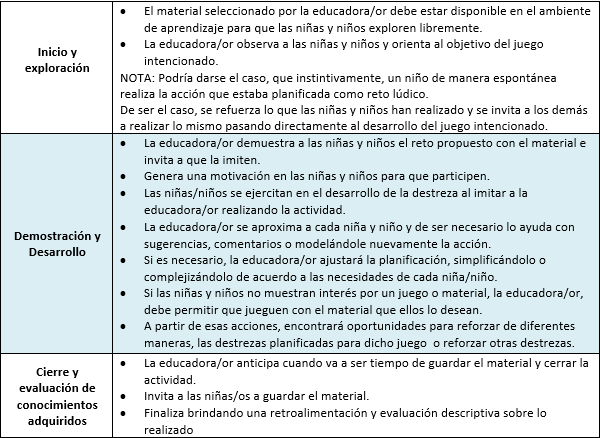 Inicio y
exploración
• El material seleccionado por la educadora/or debe estar disponible en el ambiente
de aprendizaje para que las niñas y niños exploren libremente.
• La educadora/or observa a las niñas y niños y orienta al objetivo del juego
intencionado.
NOTA: Podría darse el caso, que instintivamente, un niño de manera espontánea
realiza la acción que estaba planificada como reto lúdico.
De ser el caso, se refuerza lo que las niñas y niños han realizado y se invita a los demás
a realizar lo mismo pasando directamente al desarrollo del juego intencionado.
Demostración y
Desarrollo
• La educadora/or demuestra a las niñas y niños el reto propuesto con el material e
invita a que la imiten.
• Genera una motivación en las niñas y niños para que participen.
• Las niñas/niños se ejercitan en el desarrollo de la destreza al imitar a la
educadora/or realizando la actividad.
• La educadora/or se aproxima a cada niña y niño y de ser necesario lo ayuda con
sugerencias, comentarios o modelándole nuevamente la acción.
• Si es necesario, la educadora/or ajustará la planificación, simplificándolo o
complejizándolo de acuerdo a las necesidades de cada niña/niño.
• Si las niñas y niños no muestran interés por un juego o material, la educadora/or,
debe permitir que jueguen con el material que ellos lo desean.
• A partir de esas acciones, encontrará oportunidades para reforzar de diferentes
maneras, las destrezas planificadas para dicho juego o reforzar otras destrezas.
Cierre y
evaluación de
conocimientos
adquiridos
• La educadora/or anticipa cuando va a ser tiempo de guardar el material y cerrar la
actividad.
• Invita a las niñas/os a guardar el material.
• Finaliza brindando una retroalimentación y evaluación descriptiva sobre lo
realizado